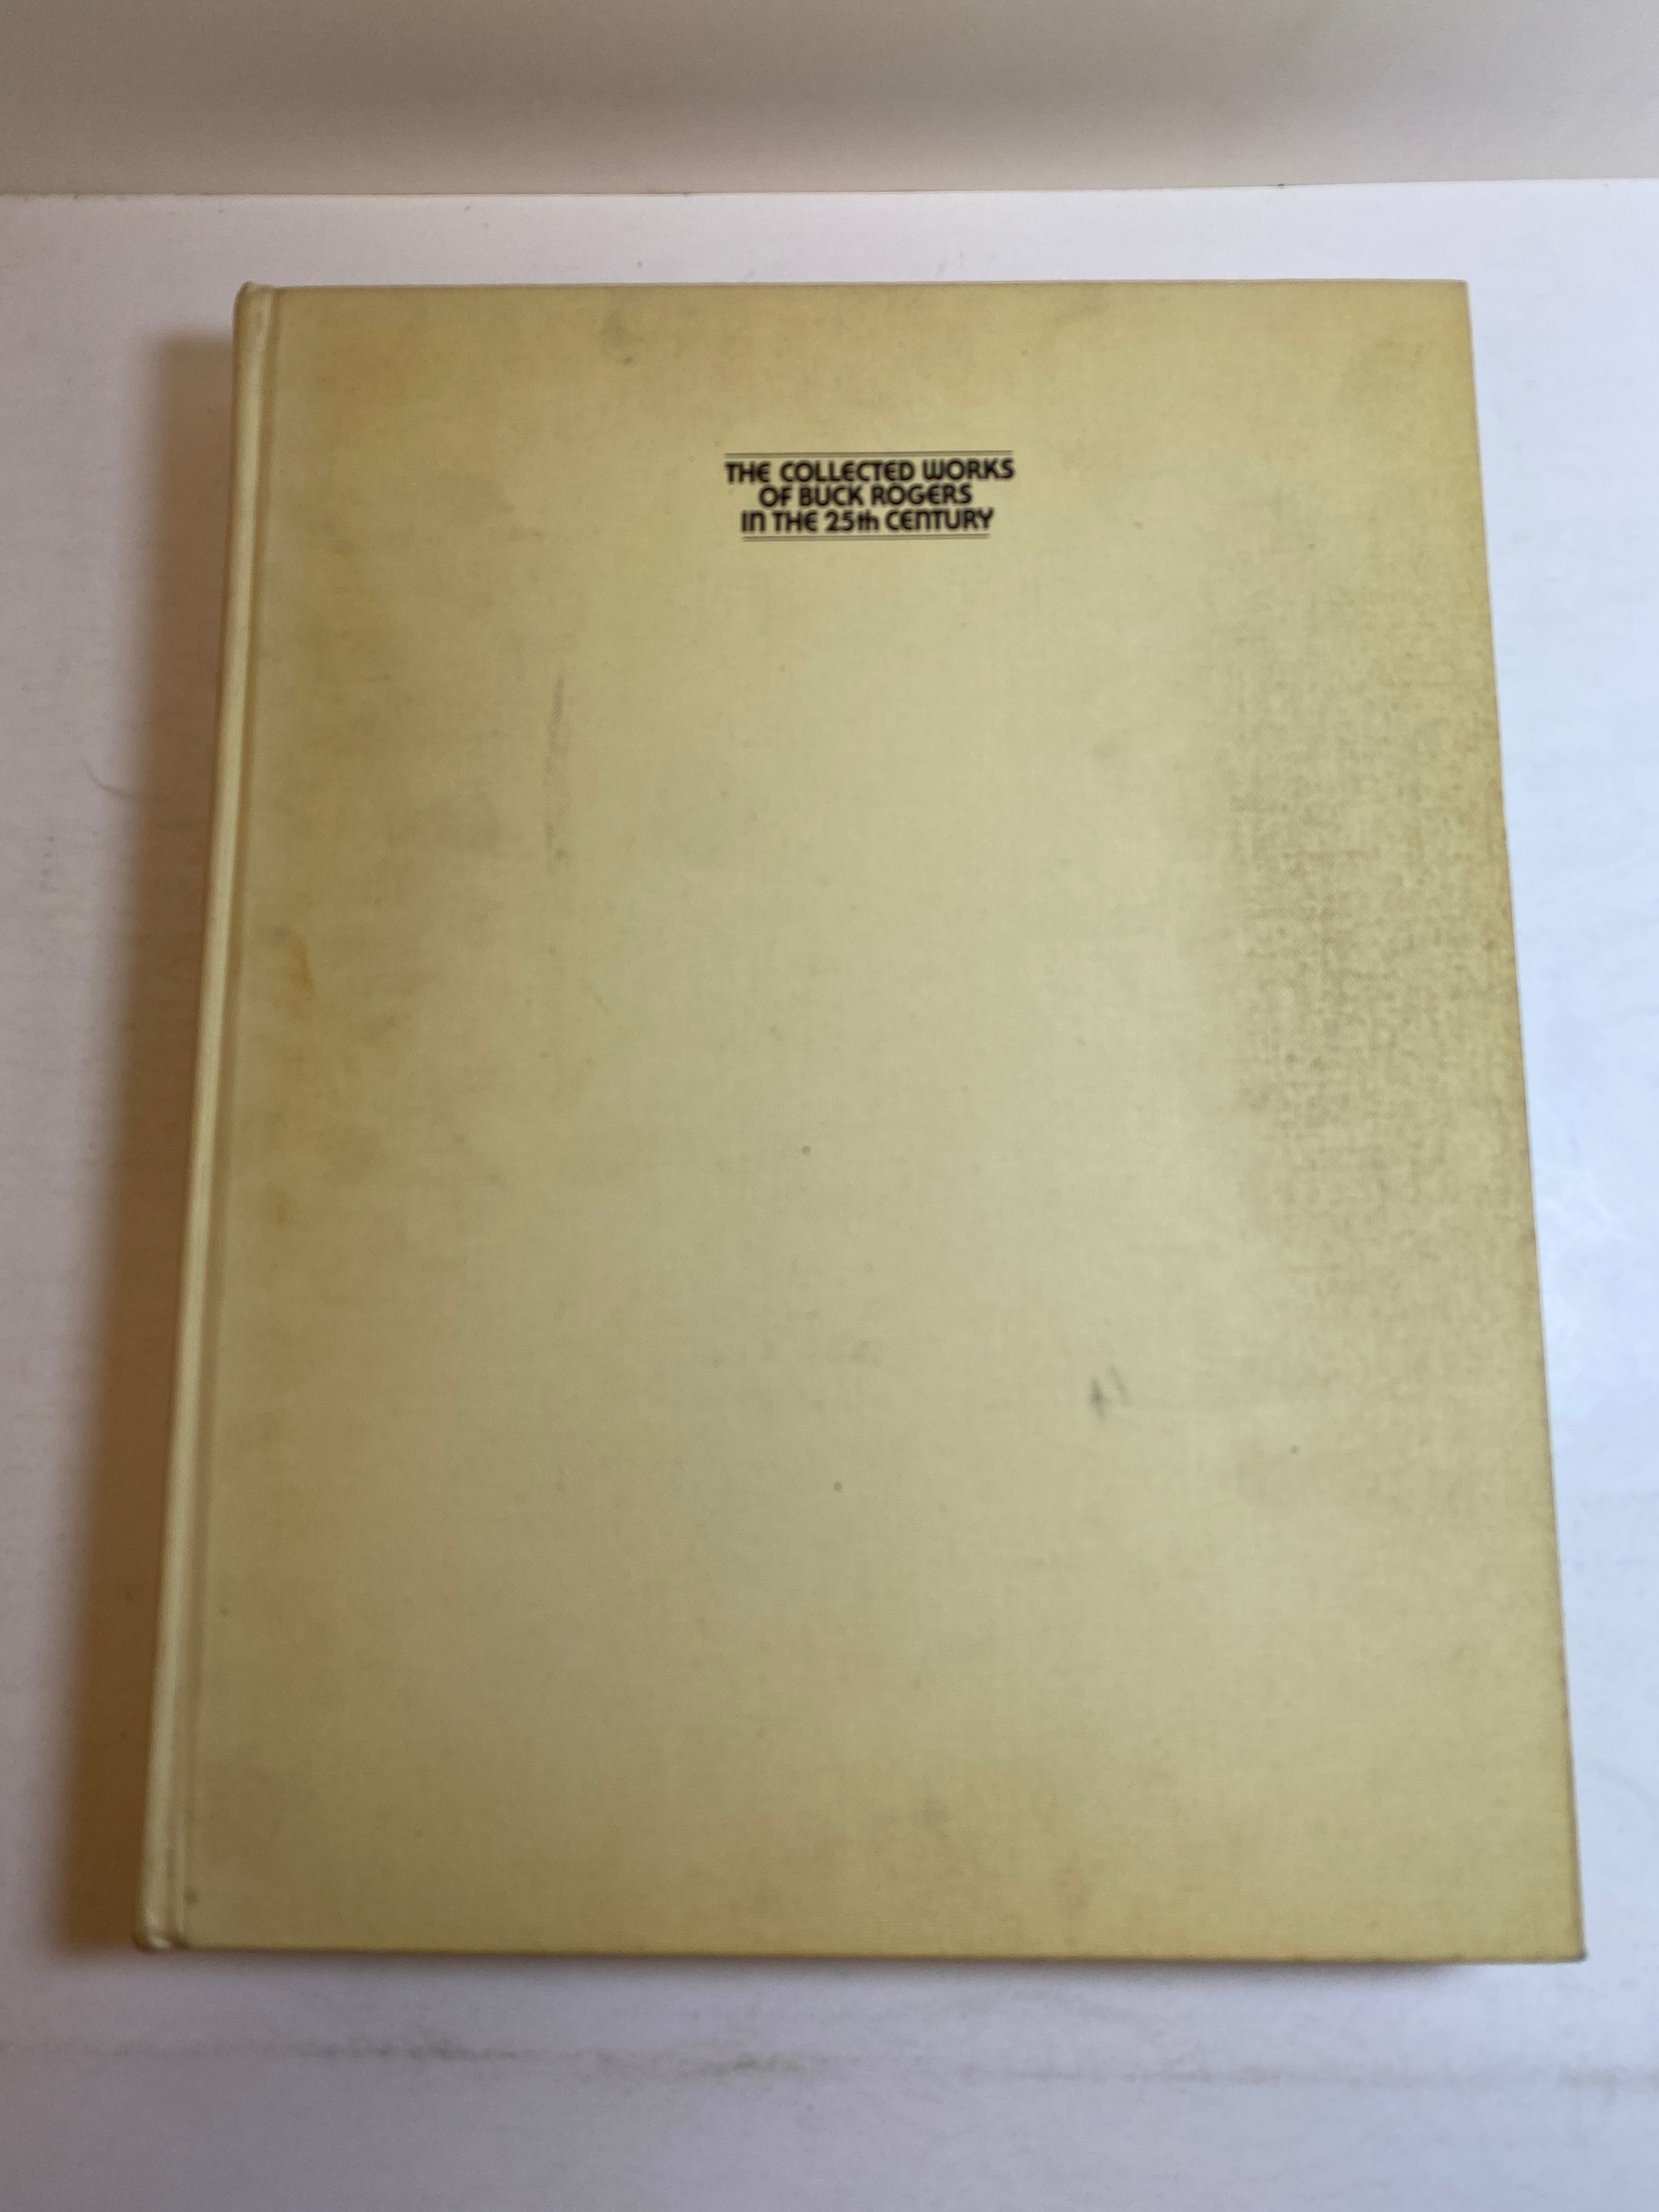 THE COLLECTED WORKS
OF BUCK ROGERS
IN THE 25th CENTURY